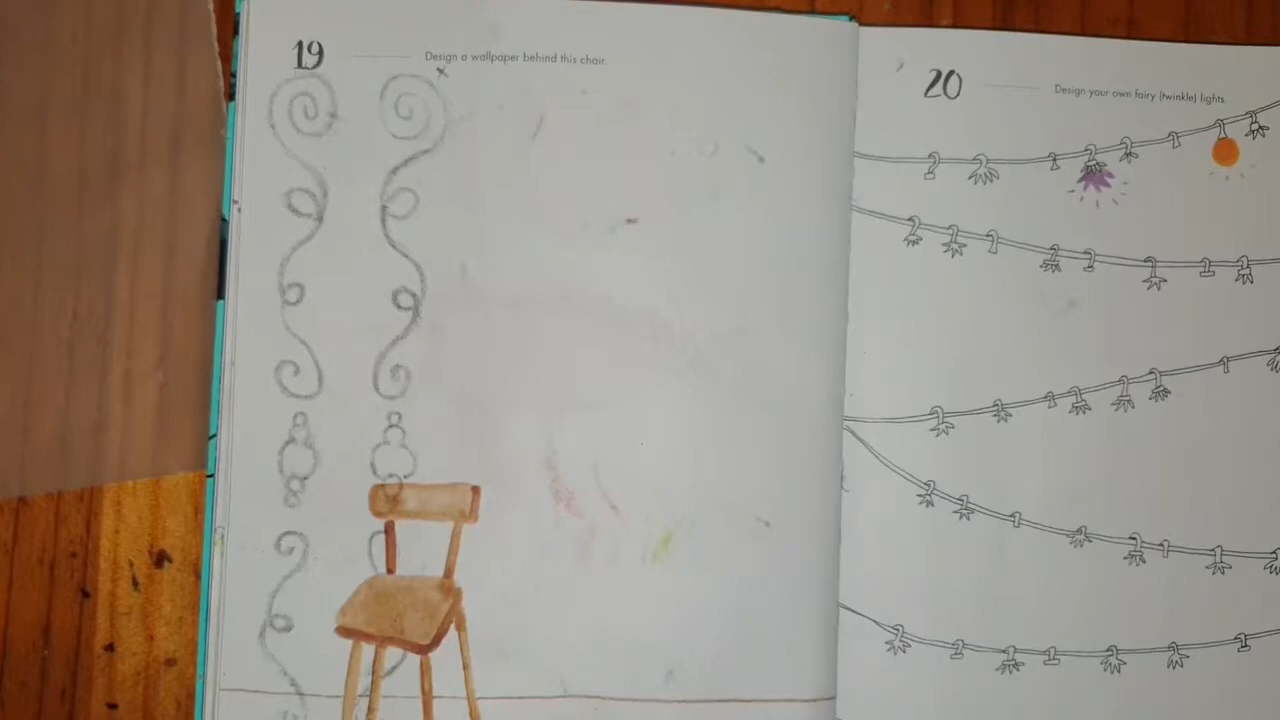 19 Design a wallpaper behind this chair.
20 Design your own fairy (twinkle) lights.